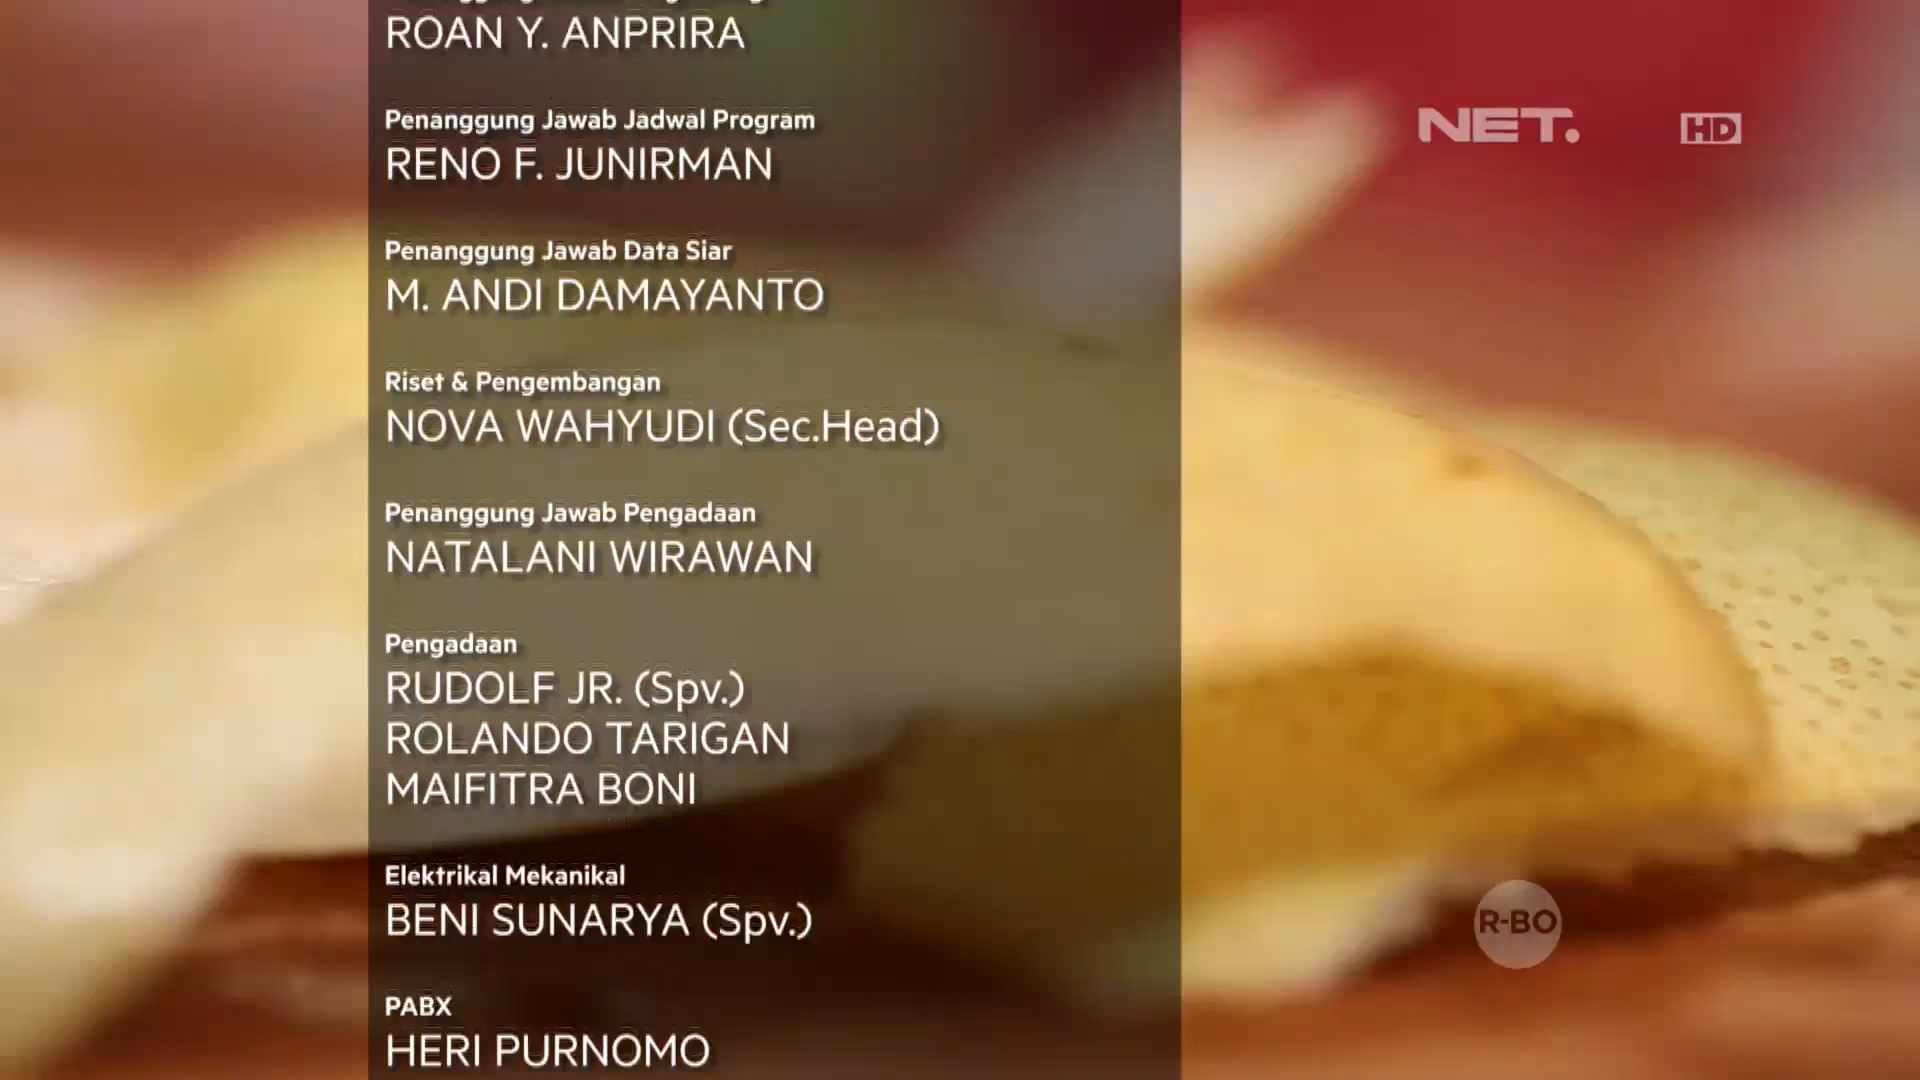 ROAN Y. ANPRIRA
Penanggung Jawab Jadwal Program
RENO F. JUNIRMAN
Penanggung Jawab Data Siar
M. ANDI DAMAYANTO
Riset & Pengembangan
NOVA WAHYUDI (Sec.Head)
Penanggung Jawab Pengadaan
NATALANI WIRAWAN
Pengadaan
RUDOLF JR. (Spv.)
ROLANDO TARIGAN
MAIFITRA BONI
Elektrikal Mekanikal
BENI SUNARYA (Spv.)
PABX
HERI PURNOMO
NET.
HD
R-BO